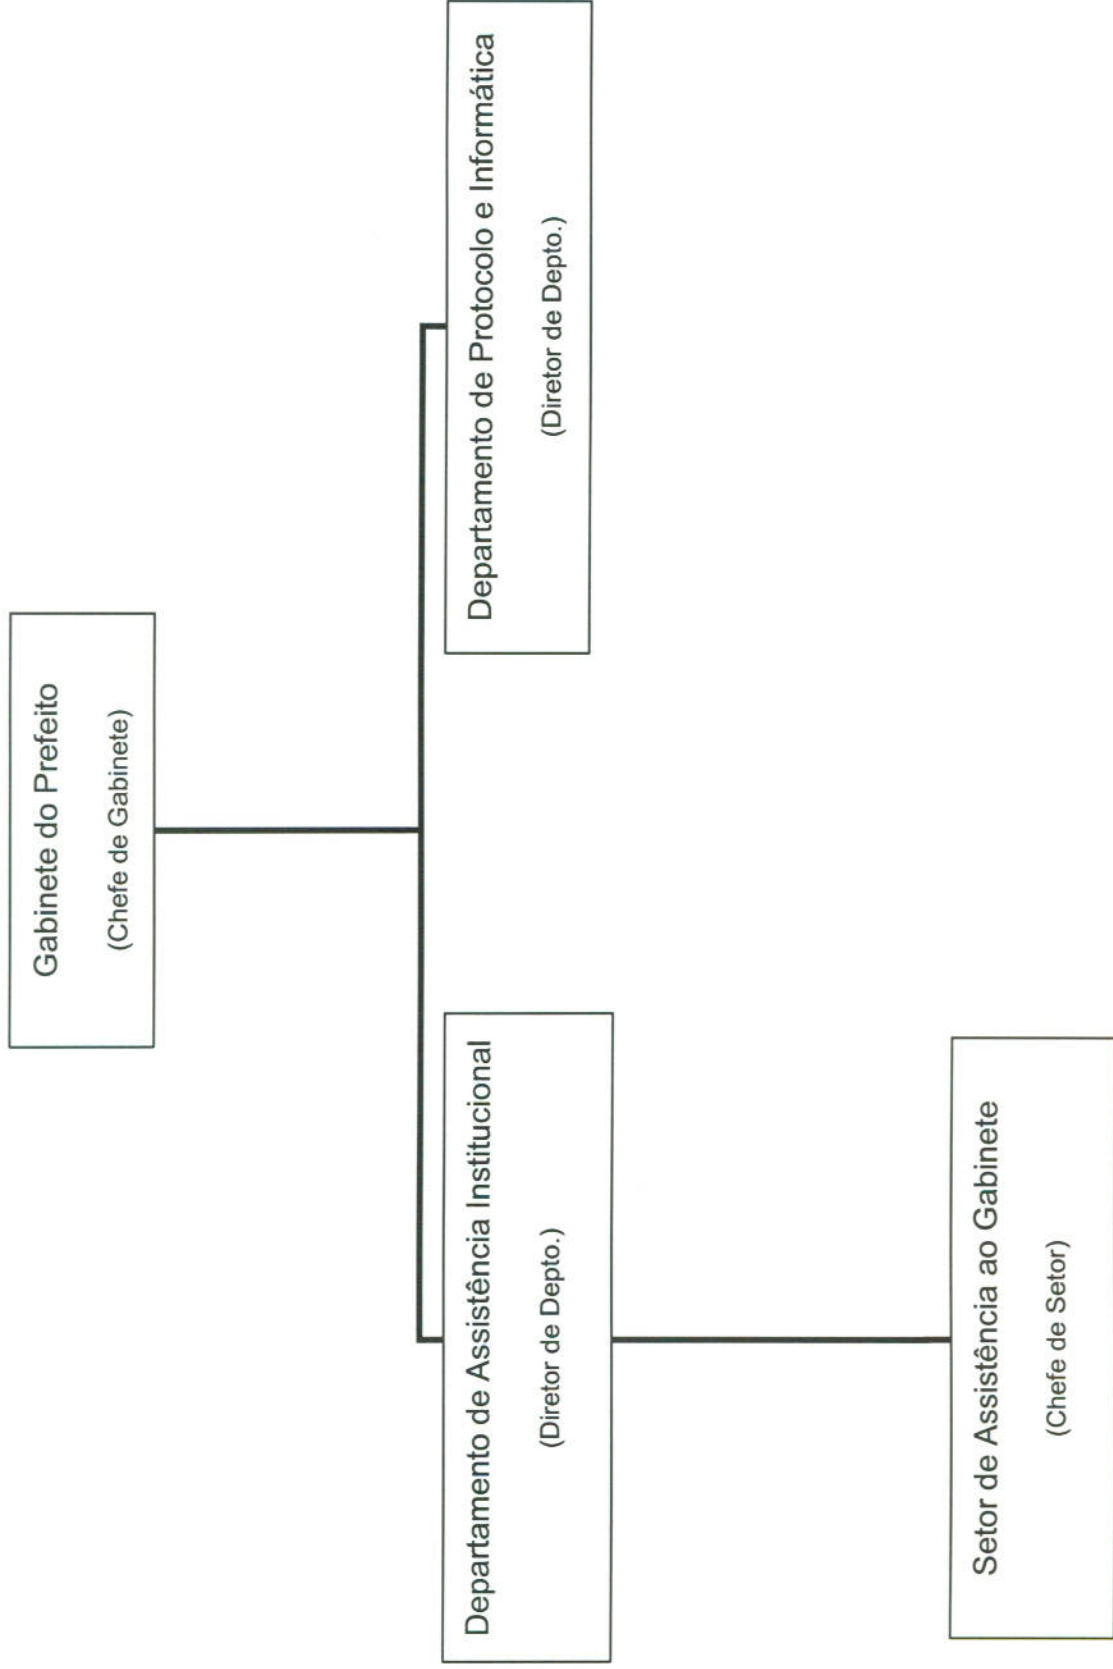 Gabinete do Prefeito
(Chefe de Gabinete)
Departamento de Assistência Institucional
(Diretor de Depto.)
Departamento de Protocolo e Informática
(Diretor de Depto.)
Setor de Assistência ao Gabinete
(Chefe de Setor)